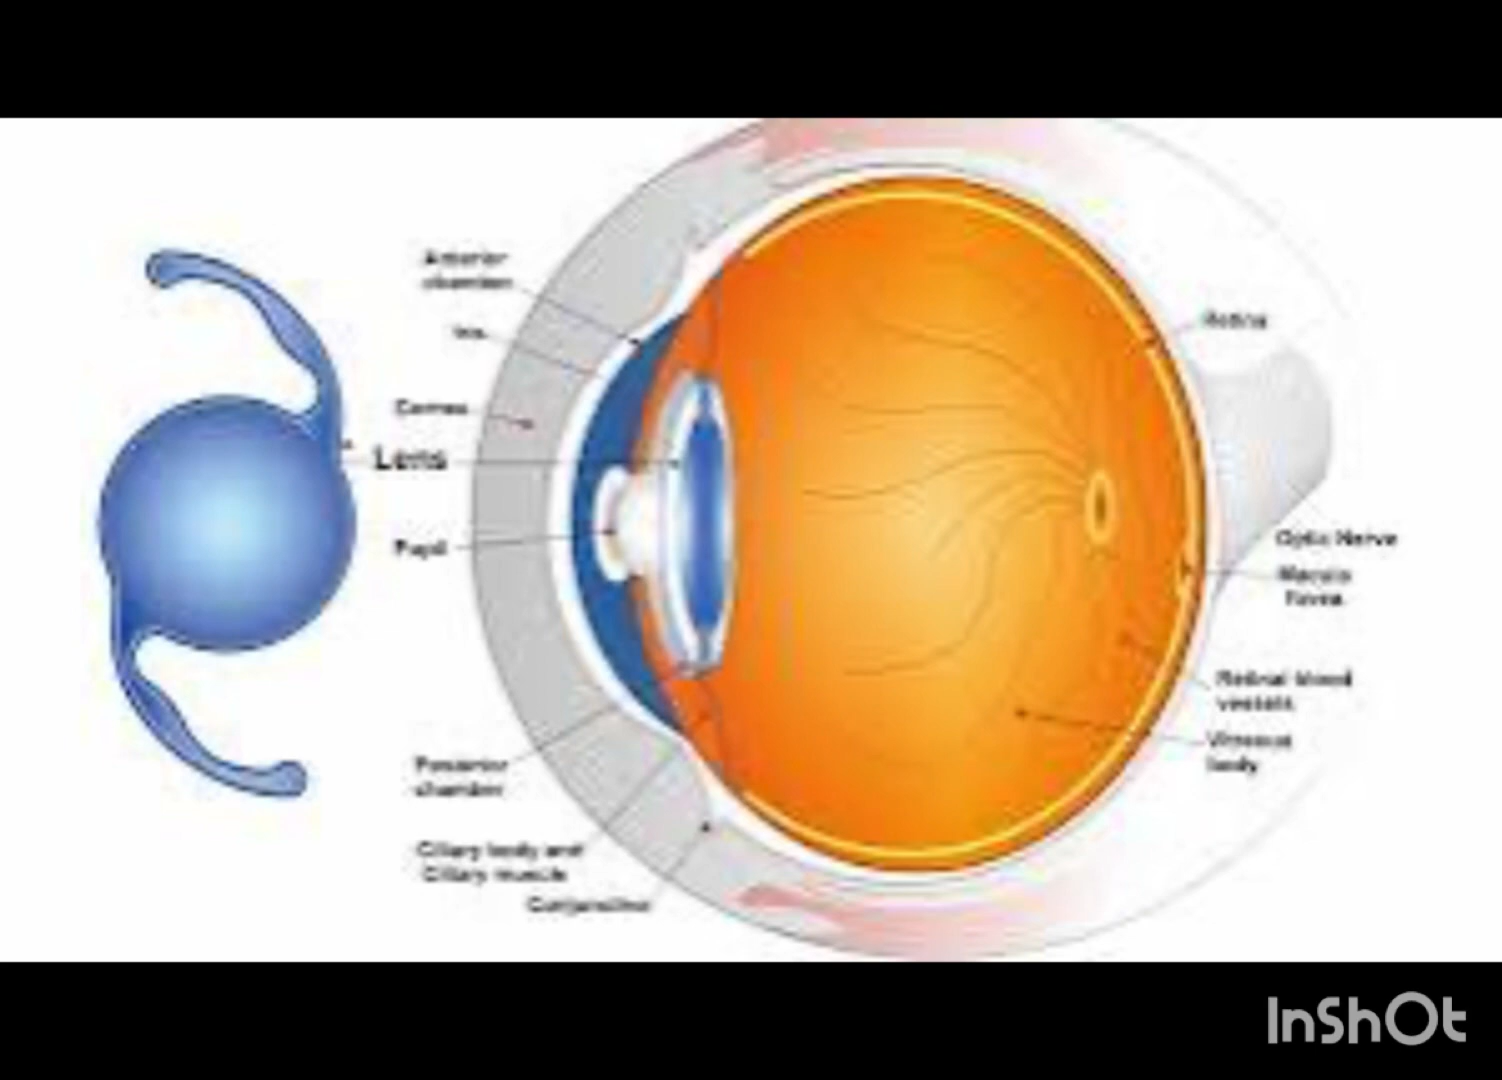 Anterior
chamber
Iris
Cornea
Lens
Pupil
Posterior
chamber
Ciliary body and
Ciliary muscle
Conjunctiva
Retina
Optic Nerve
Macula
Fovea
Retinal blood
vessels
Vitreous
body
InShOt